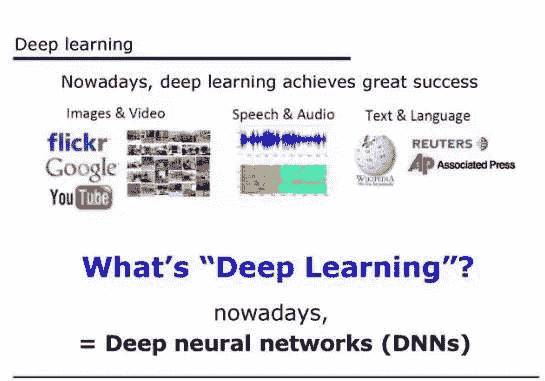 Deep learning
Nowadays, deep learning achieves great success
Images & Video
Speech & Audio
Text & Language
flickr
Google
YouTube
WIKIPEDIA
REUTERS
AP Associated Press
What's "Deep Learning"?
nowadays,
= Deep neural networks (DNNs)